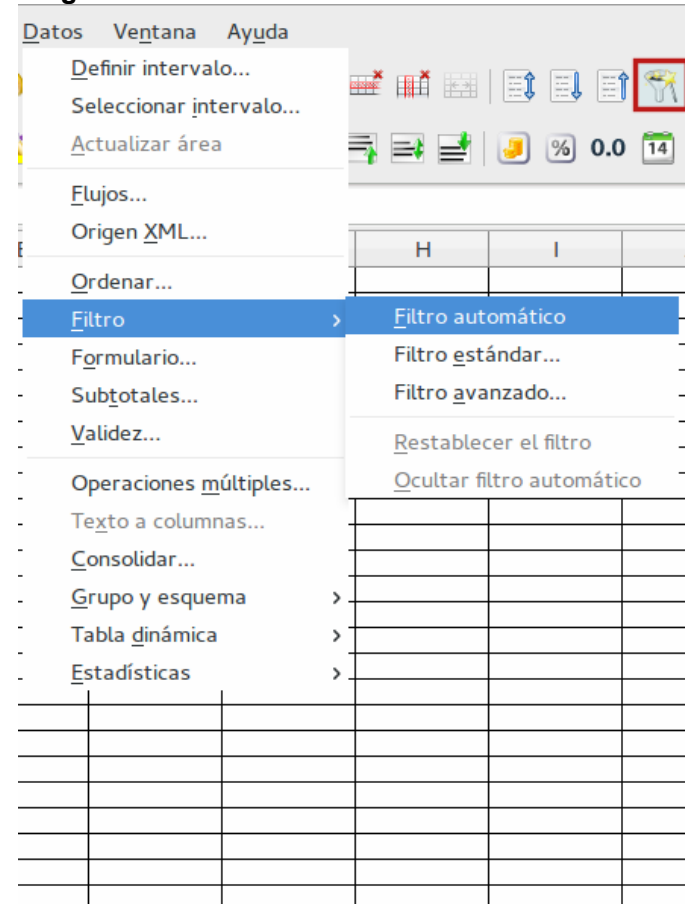 Datos Ventana Ayuda
Definir intervalo...
Seleccionar intervalo...
Actualizar área
0.0
14
Flujos...
Origen XML...
H I
Ordenar...
Filtro
Filtro automático
Formulario...
Filtro estándar...
Subtotales...
Filtro avanzado...
Validez...
Restablecer el filtro
Operaciones múltiples...
Ocultar filtro automático
Texto a columnas...
Consolidar...
Grupo y esquema
Tabla dinámica
Estadísticas